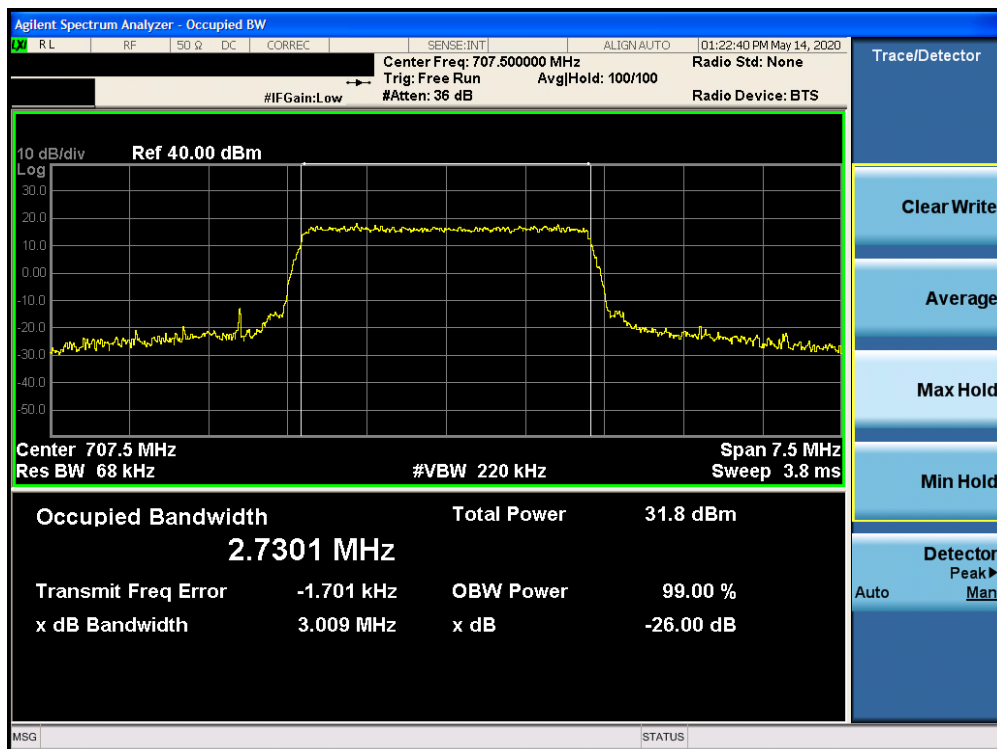 Agilent Spectrum Analyzer - Occupied BW
LXI RL RF 50 Ω DC CORREC SENSE:INT ALIGN AUTO 01:22:40 PM May 14, 2020
Center Freq: 707.500000 MHz Radio Std: None
Trig: Free Run Avg|Hold: 100/100
#IFGain:Low #Atten: 36 dB Radio Device: BTS
10 dB/div Ref 40.00 dBm
Log
30.0
20.0
10.0
0.00
-10.0
-20.0
-30.0
-40.0
-50.0
Center 707.5 MHz Span 7.5 MHz
Res BW 68 kHz #VBW 220 kHz Sweep 3.8 ms
Occupied Bandwidth Total Power 31.8 dBm
2.7301 MHz
Transmit Freq Error -1.701 kHz OBW Power 99.00 %
x dB Bandwidth 3.009 MHz x dB -26.00 dB
MSG STATUS
Trace/Detector
Clear Write
Average
Max Hold
Min Hold
Detector
Peak
Auto Man